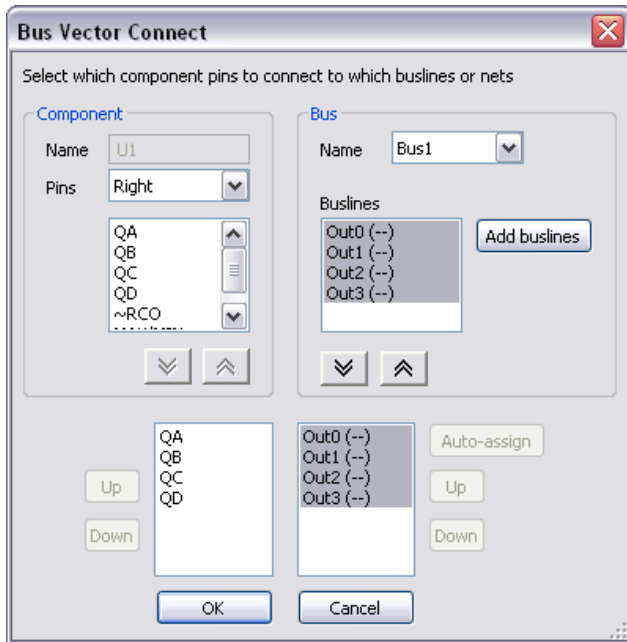 Bus Vector Connect
Select which component pins to connect to which buslines or nets
Component
Name U1
Pins Right
QA
QB
QC
QD
~RCO
Bus
Name Bus1
Buslines
Out0 (--)
Out1 (--)
Out2 (--)
Out3 (--)
Add buslines
QA
QB
QC
QD
Up
Down
Out0 (--)
Out1 (--)
Out2 (--)
Out3 (--)
Auto-assign
Up
Down
OK
Cancel